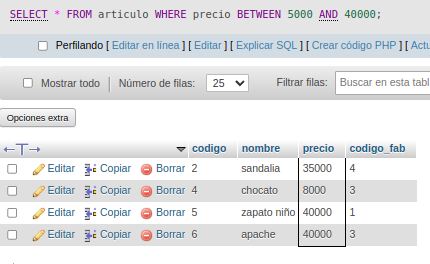 SELECT * FROM articulo WHERE precio BETWEEN 5000 AND 40000;
Perfilando [ Editar en línea ] [ Editar ] [ Explicar SQL ] [ Crear código PHP ] [ Actu
Mostrar todo Número de filas: 25 Filtrar filas: Buscar en esta tabl
Opciones extra
codigo nombre precio codigo_fab
Editar Copiar Borrar 2 sandalia 35000 4
Editar Copiar Borrar 4 chocato 8000 3
Editar Copiar Borrar 5 zapato niño 40000 1
Editar Copiar Borrar 6 apache 40000 3